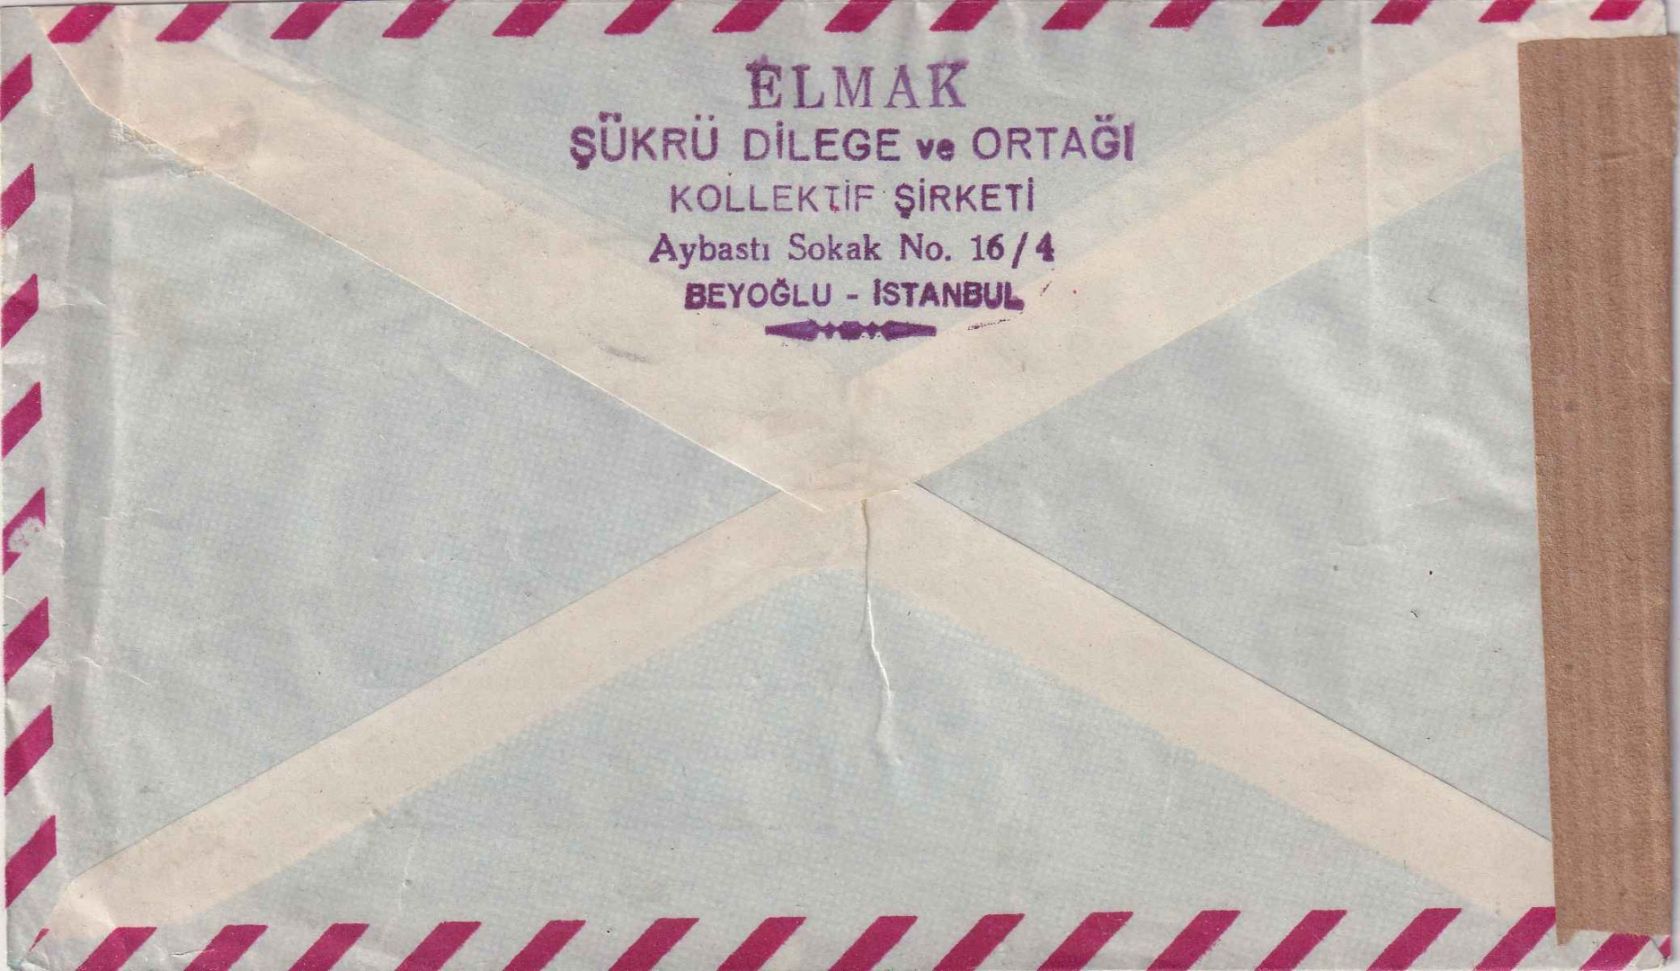 ELMAK
ŞÜKRÜ DİLEGE ve ORTAĞI
KOLLEKTİF ŞİRKETİ
Aybastı Sokak No. 16/4
BEYOĞLU - İSTANBUL